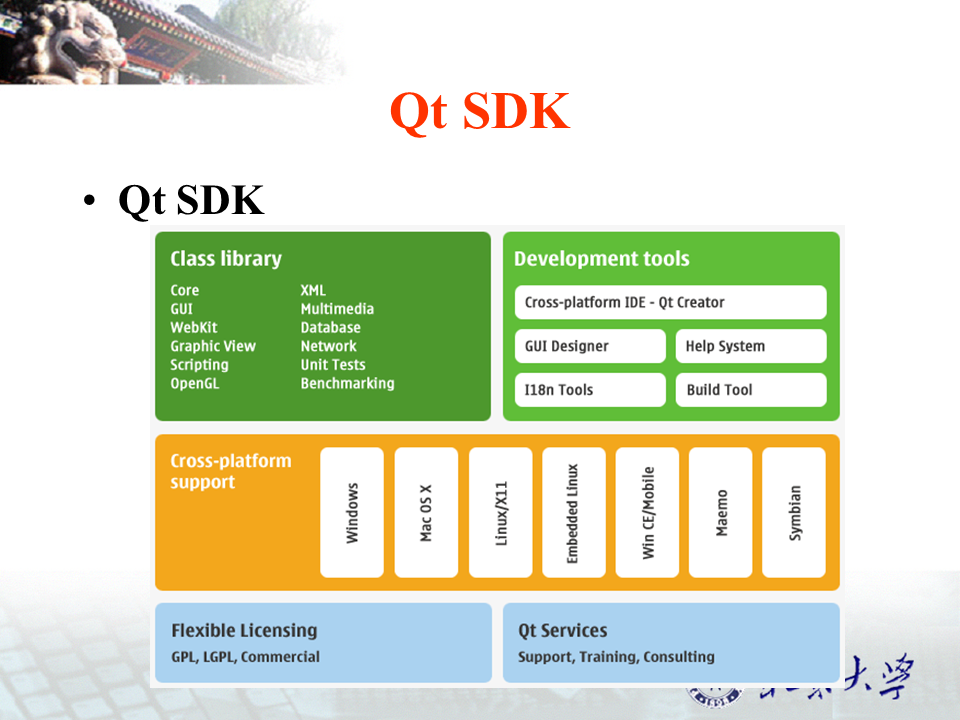 Qt SDK
• Qt SDK
Class library
Core
GUI
WebKit
Graphic View
Scripting
OpenGL
XML
Multimedia
Database
Network
Unit Tests
Benchmarking
Development tools
Cross-platform IDE - Qt Creator
GUI Designer
Help System
I18n Tools
Build Tool
Cross-platform
support
Windows
Mac OS X
Linux/X11
Embedded Linux
Win CE/Mobile
Maemo
Symbian
Flexible Licensing
GPL, LGPL, Commercial
Qt Services
Support, Training, Consulting
大学